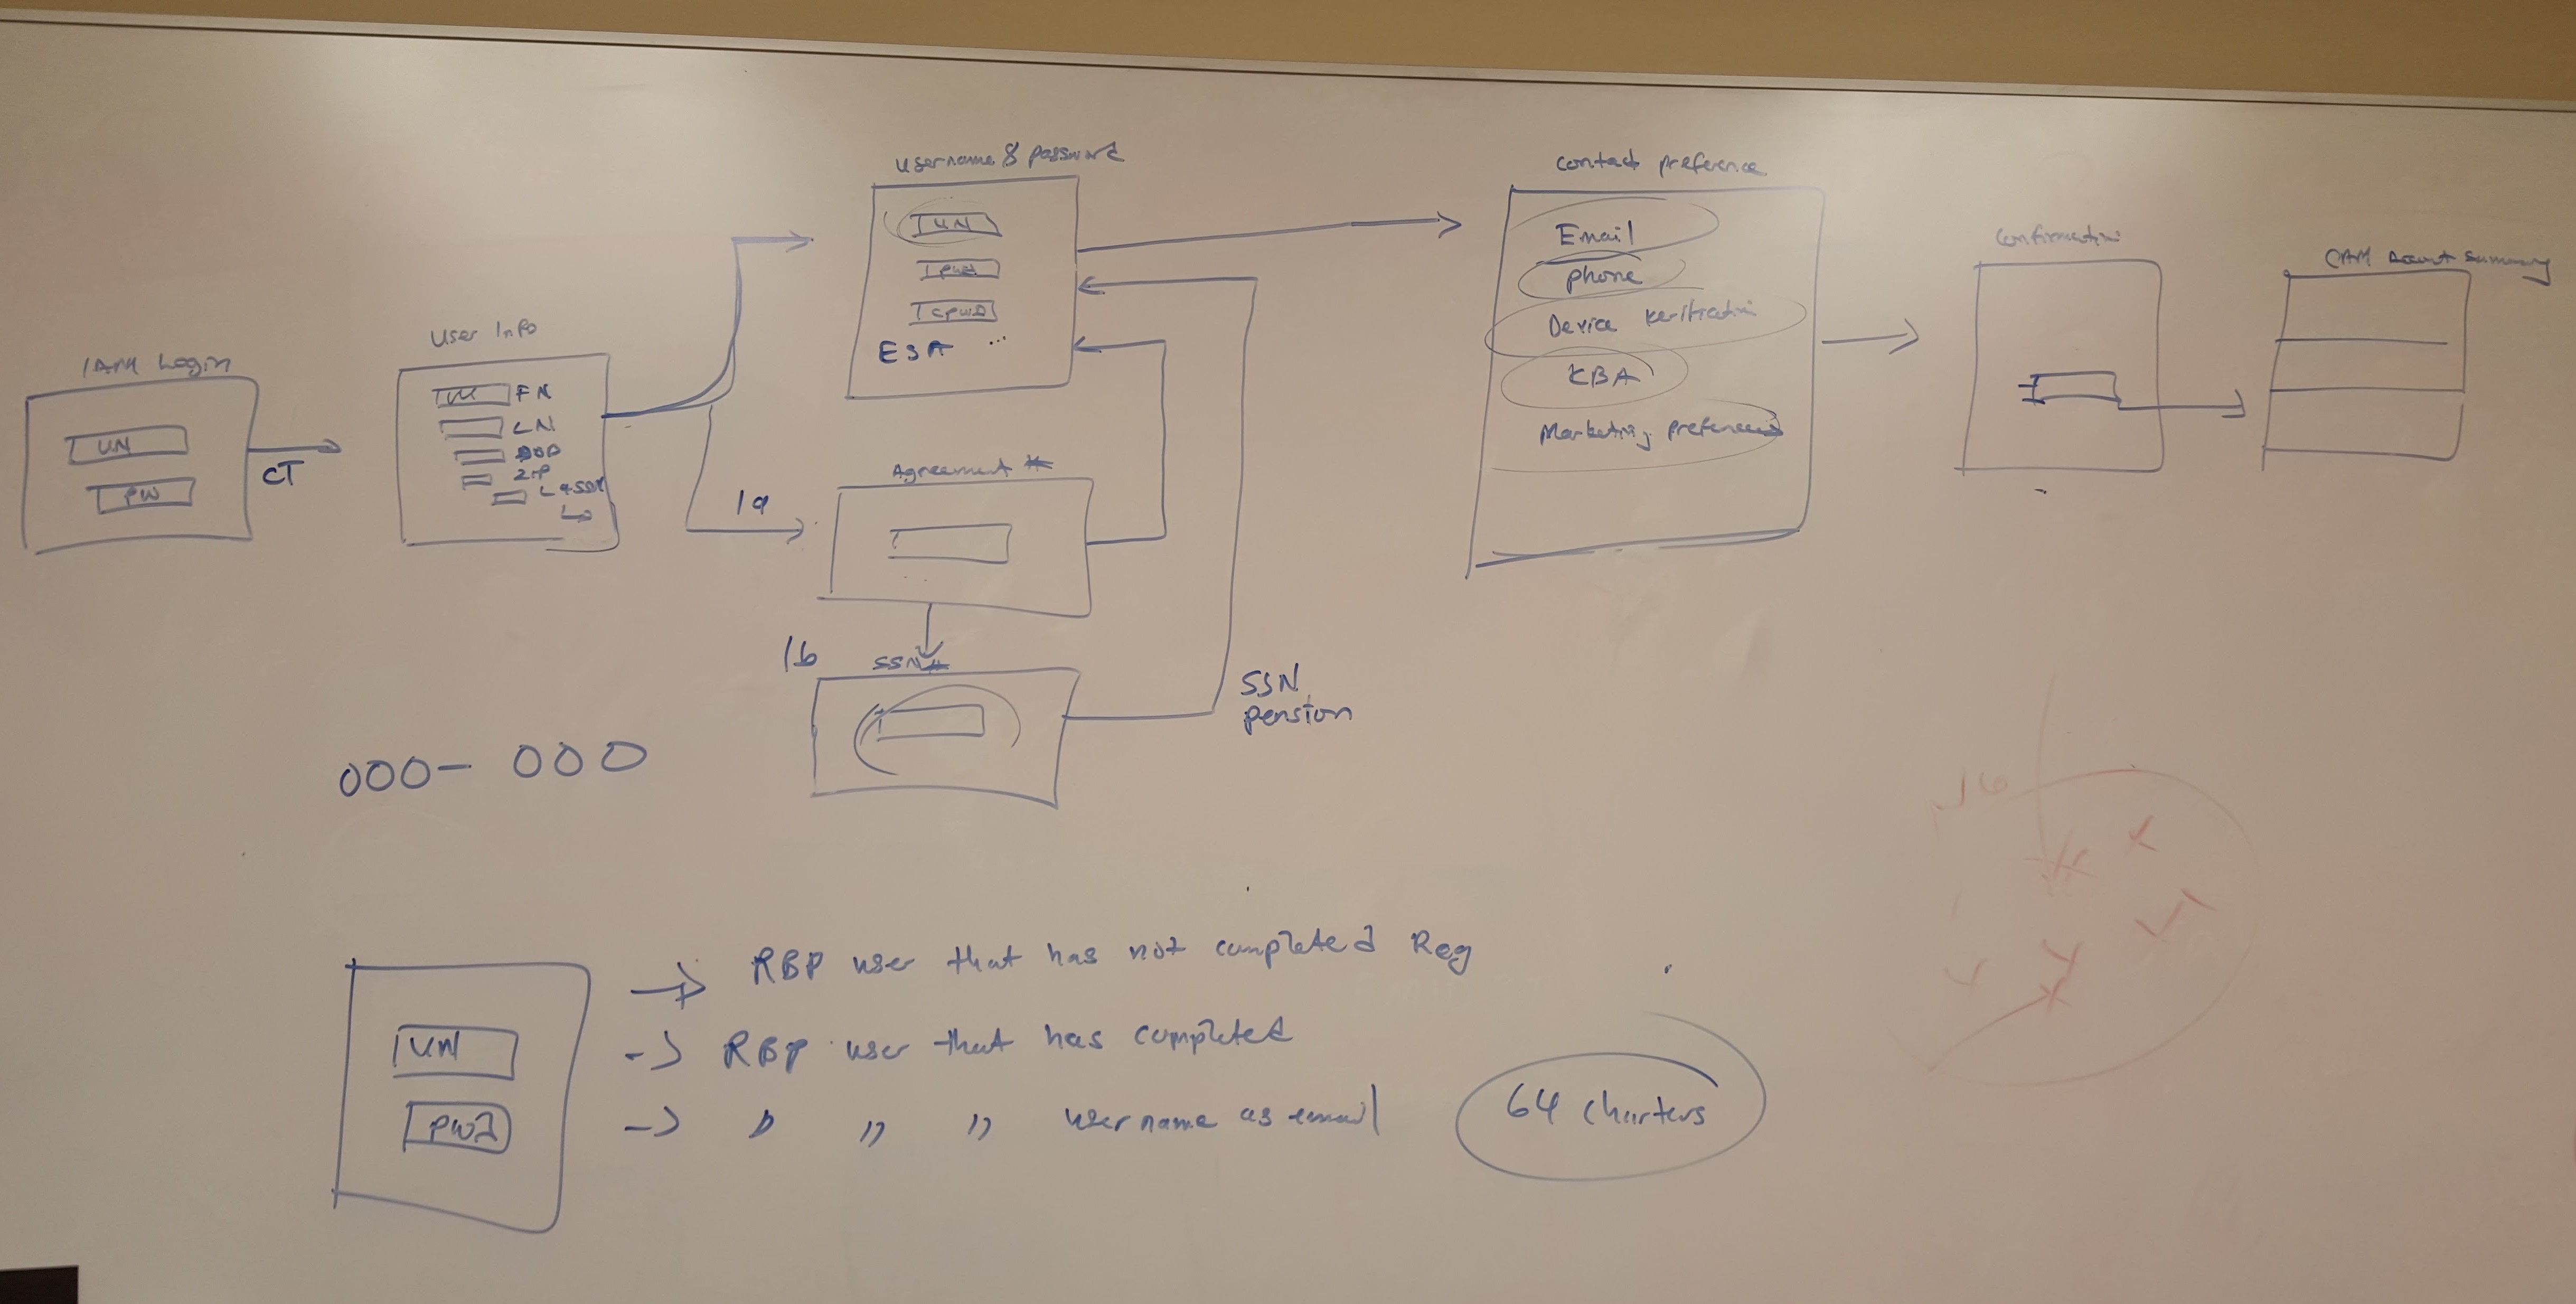 username & password
UN
PWD
CPWD
ESA ...
contact preference
Email
phone
Device verification
KBA
Marketing preferences
Confirmation
Account Summary
IAM Login
UN
PW
CT
User Info
FN
LN
DOB
ZIP
L4SSN
1a
Agreement #
1b
SSN#
SSN
pension
000- 000
UN
PWD
-> RBP user that has not completed Reg
-> RBP user that has completed
-> " " " username as email
64 charters